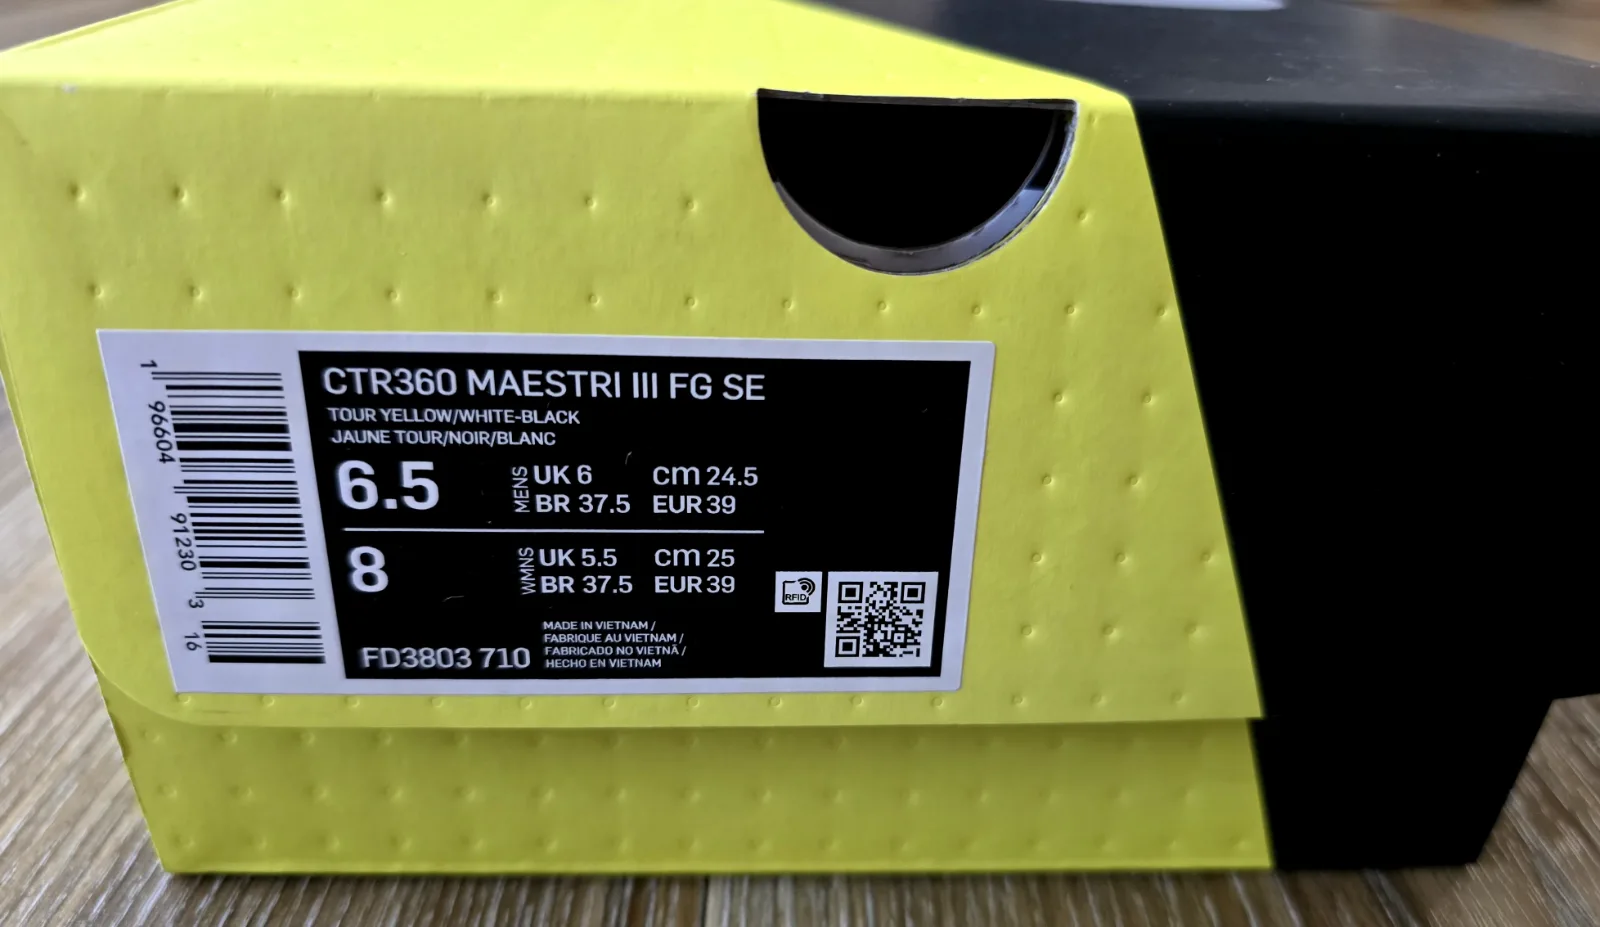 CTR360 MAESTRI III FG SE
TOUR YELLOW/WHITE-BLACK
JAUNE TOUR/NOIR/BLANC
6.5 MENS UK 6 cm 24.5
BR 37.5 EUR 39
8 WMNS UK 5.5 cm 25
BR 37.5 EUR 39
FD3803 710
MADE IN VIETNAM /
FABRIQUE AU VIETNAM /
FABRICADO NO VIETNÃ /
HECHO EN VIETNAM
RFID
1 96604 91230 3 16